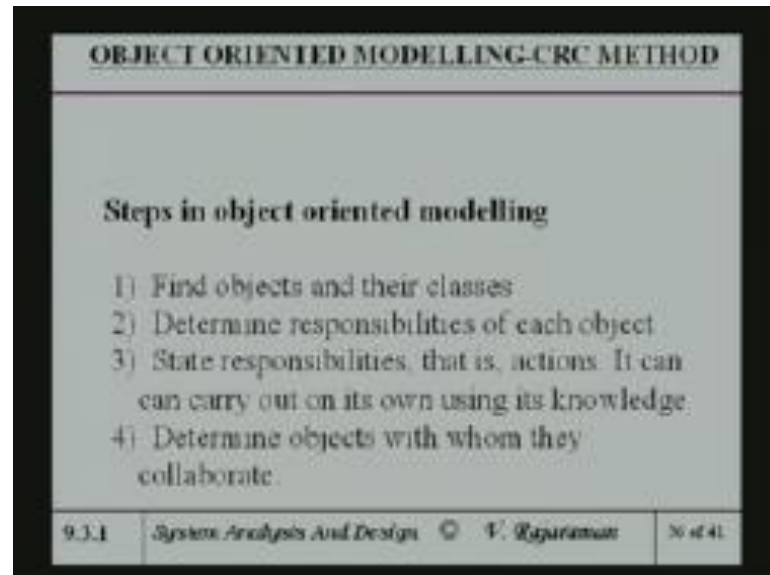 OBJECT ORIENTED MODELLING-CRC METHOD
Steps in object oriented modelling
1) Find objects and their classes
2) Determine responsibilities of each object
3) State responsibilities, that is, actions. It can
can carry out on its own using its knowledge
4) Determine objects with whom they
collaborate.
9.3.1 System Analysis And Design © V. Rajaraman 36 of 41